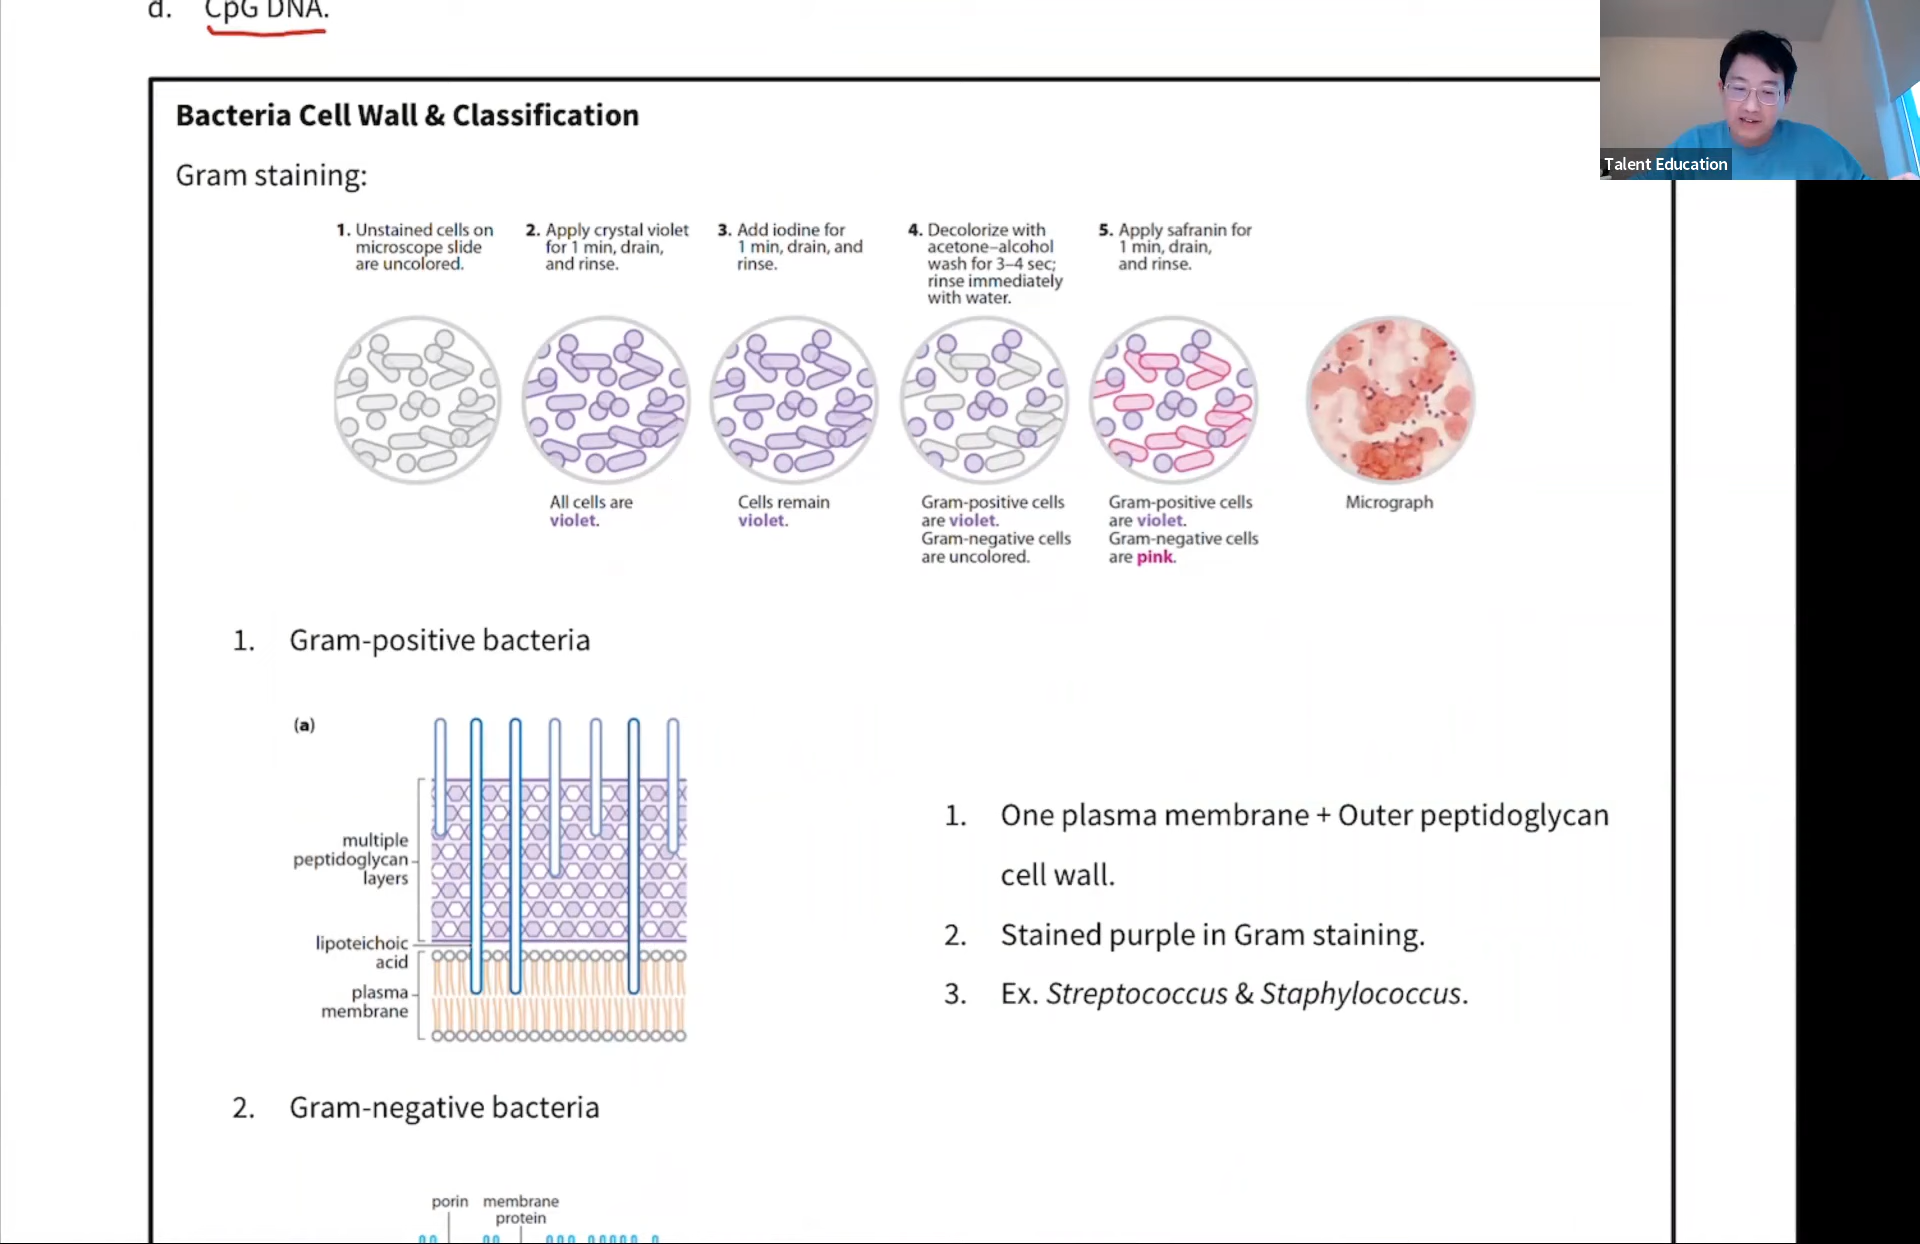 d. CpG DNA.
Talent Education
Bacteria Cell Wall & Classification
Gram staining:
1. Unstained cells on
microscope slide
are uncolored.
2. Apply crystal violet
for 1 min, drain,
and rinse.
3. Add iodine for
1 min, drain, and
rinse.
4. Decolorize with
acetone–alcohol
wash for 3–4 sec;
rinse immediately
with water.
5. Apply safranin for
1 min, drain,
and rinse.
All cells are
violet.
Cells remain
violet.
Gram-positive cells
are violet.
Gram-negative cells
are uncolored.
Gram-positive cells
are violet.
Gram-negative cells
are pink.
Micrograph
1. Gram-positive bacteria
(a)
multiple
peptidoglycan
layers
lipoteichoic
acid
plasma
membrane
1. One plasma membrane + Outer peptidoglycan
cell wall.
2. Stained purple in Gram staining.
3. Ex. Streptococcus & Staphylococcus.
2. Gram-negative bacteria
porin
membrane
protein